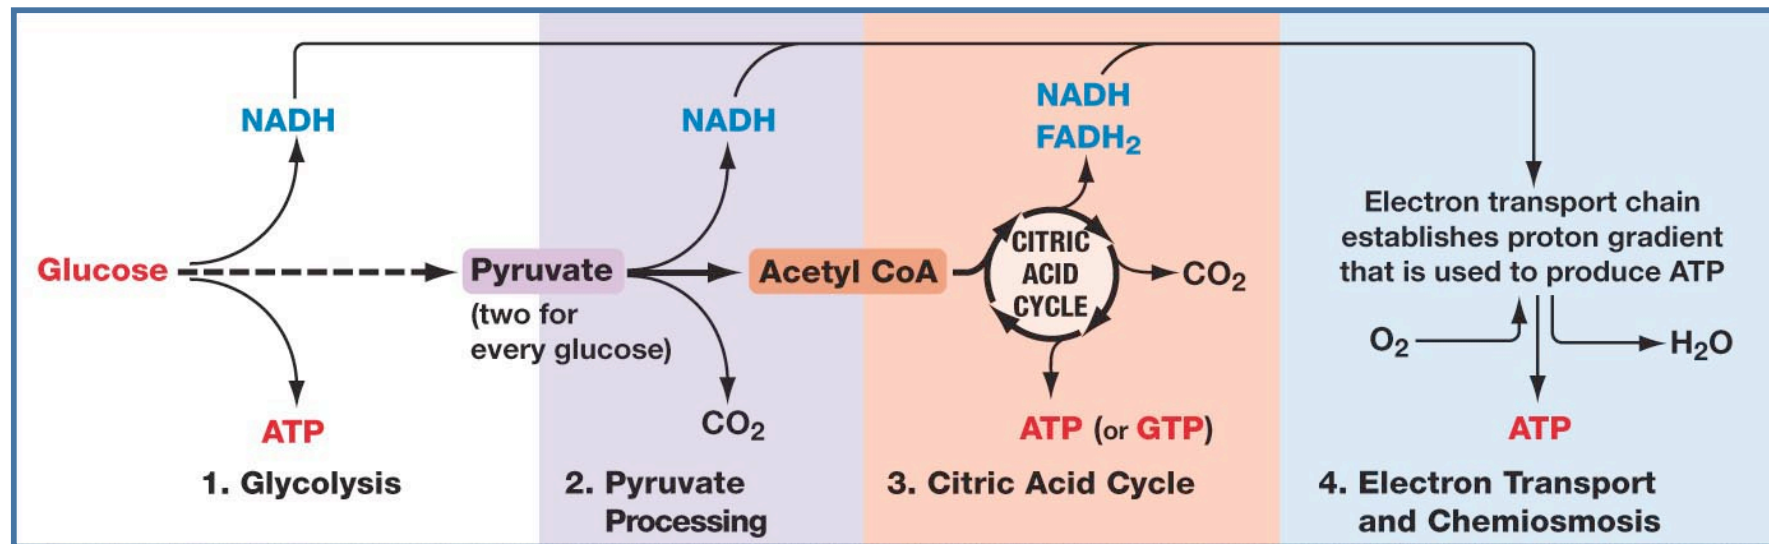 NADH
Glucose
Pyruvate
(two for
every glucose)
ATP
1. Glycolysis
NADH
CO₂
2. Pyruvate
Processing
NADH
FADH₂
Acetyl CoA
CITRIC
ACID
CYCLE
CO₂
ATP (or GTP)
3. Citric Acid Cycle
Electron transport chain
establishes proton gradient
that is used to produce ATP
O₂
H₂O
ATP
4. Electron Transport
and Chemiosmosis